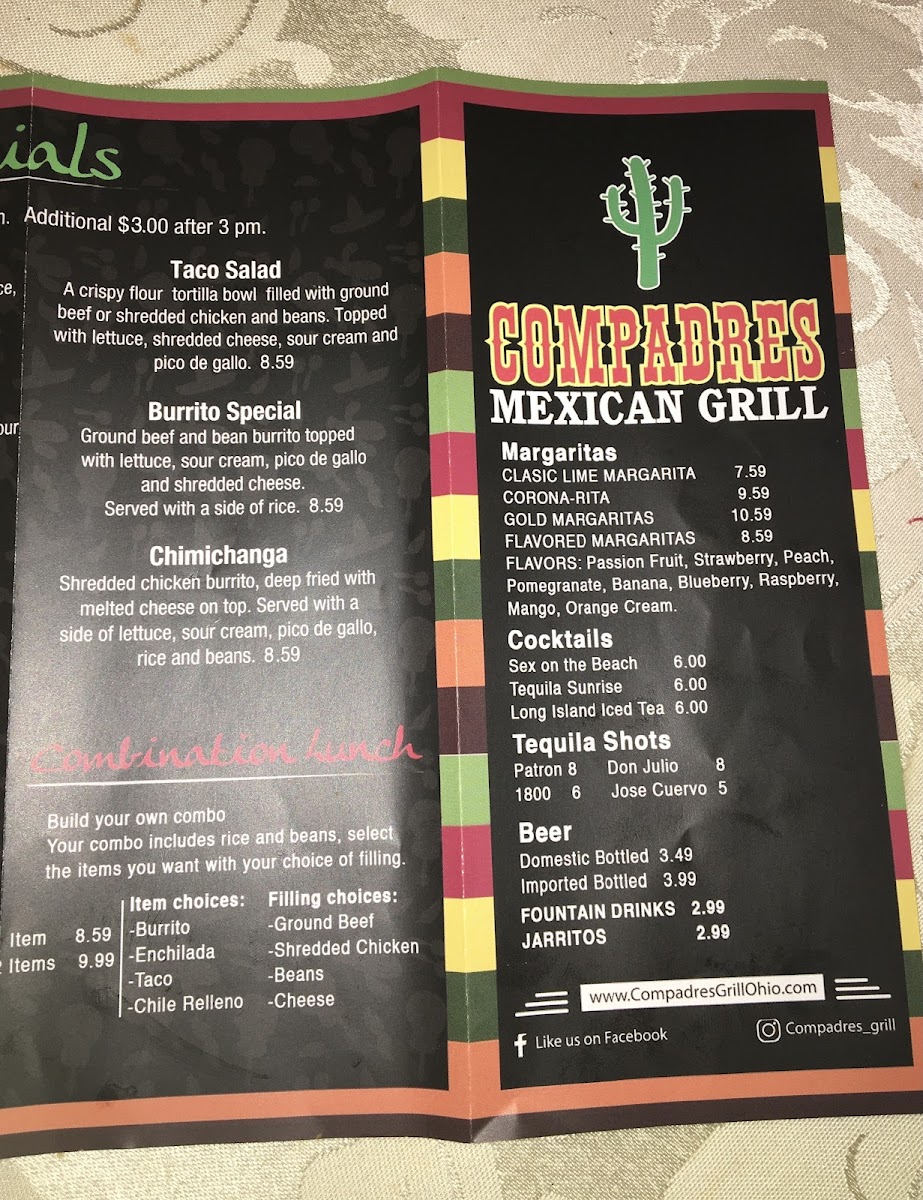 ials
Additional $3.00 after 3 pm.
Taco Salad
A crispy flour tortilla bowl filled with ground
beef or shredded chicken and beans. Topped
with lettuce, shredded cheese, sour cream and
pico de gallo. 8.59
Burrito Special
Ground beef and bean burrito topped
with lettuce, sour cream, pico de gallo
and shredded cheese.
Served with a side of rice. 8.59
Chimichanga
Shredded chicken burrito, deep fried with
melted cheese on top. Served with a
side of lettuce, sour cream, pico de gallo,
rice and beans. 8.59
Combination Lunch
Build your own combo
Your combo includes rice and beans, select
the items you want with your choice of filling.
Item 8.59
Items 9.99
Item choices:
-Burrito
-Enchilada
-Taco
-Chile Relleno
Filling choices:
-Ground Beef
-Shredded Chicken
-Beans
-Cheese
COMPADRES
MEXICAN GRILL
Margaritas
CLASIC LIME MARGARITA 7.59
CORONA-RITA 9.59
GOLD MARGARITAS 10.59
FLAVORED MARGARITAS 8.59
FLAVORS: Passion Fruit, Strawberry, Peach,
Pomegranate, Banana, Blueberry, Raspberry,
Mango, Orange Cream.
Cocktails
Sex on the Beach 6.00
Tequila Sunrise 6.00
Long Island Iced Tea 6.00
Tequila Shots
Patron 8 Don Julio 8
1800 6 Jose Cuervo 5
Beer
Domestic Bottled 3.49
Imported Bottled 3.99
FOUNTAIN DRINKS 2.99
JARRITOS 2.99
www.CompadresGrillOhio.com
Like us on Facebook
Compadres_grill